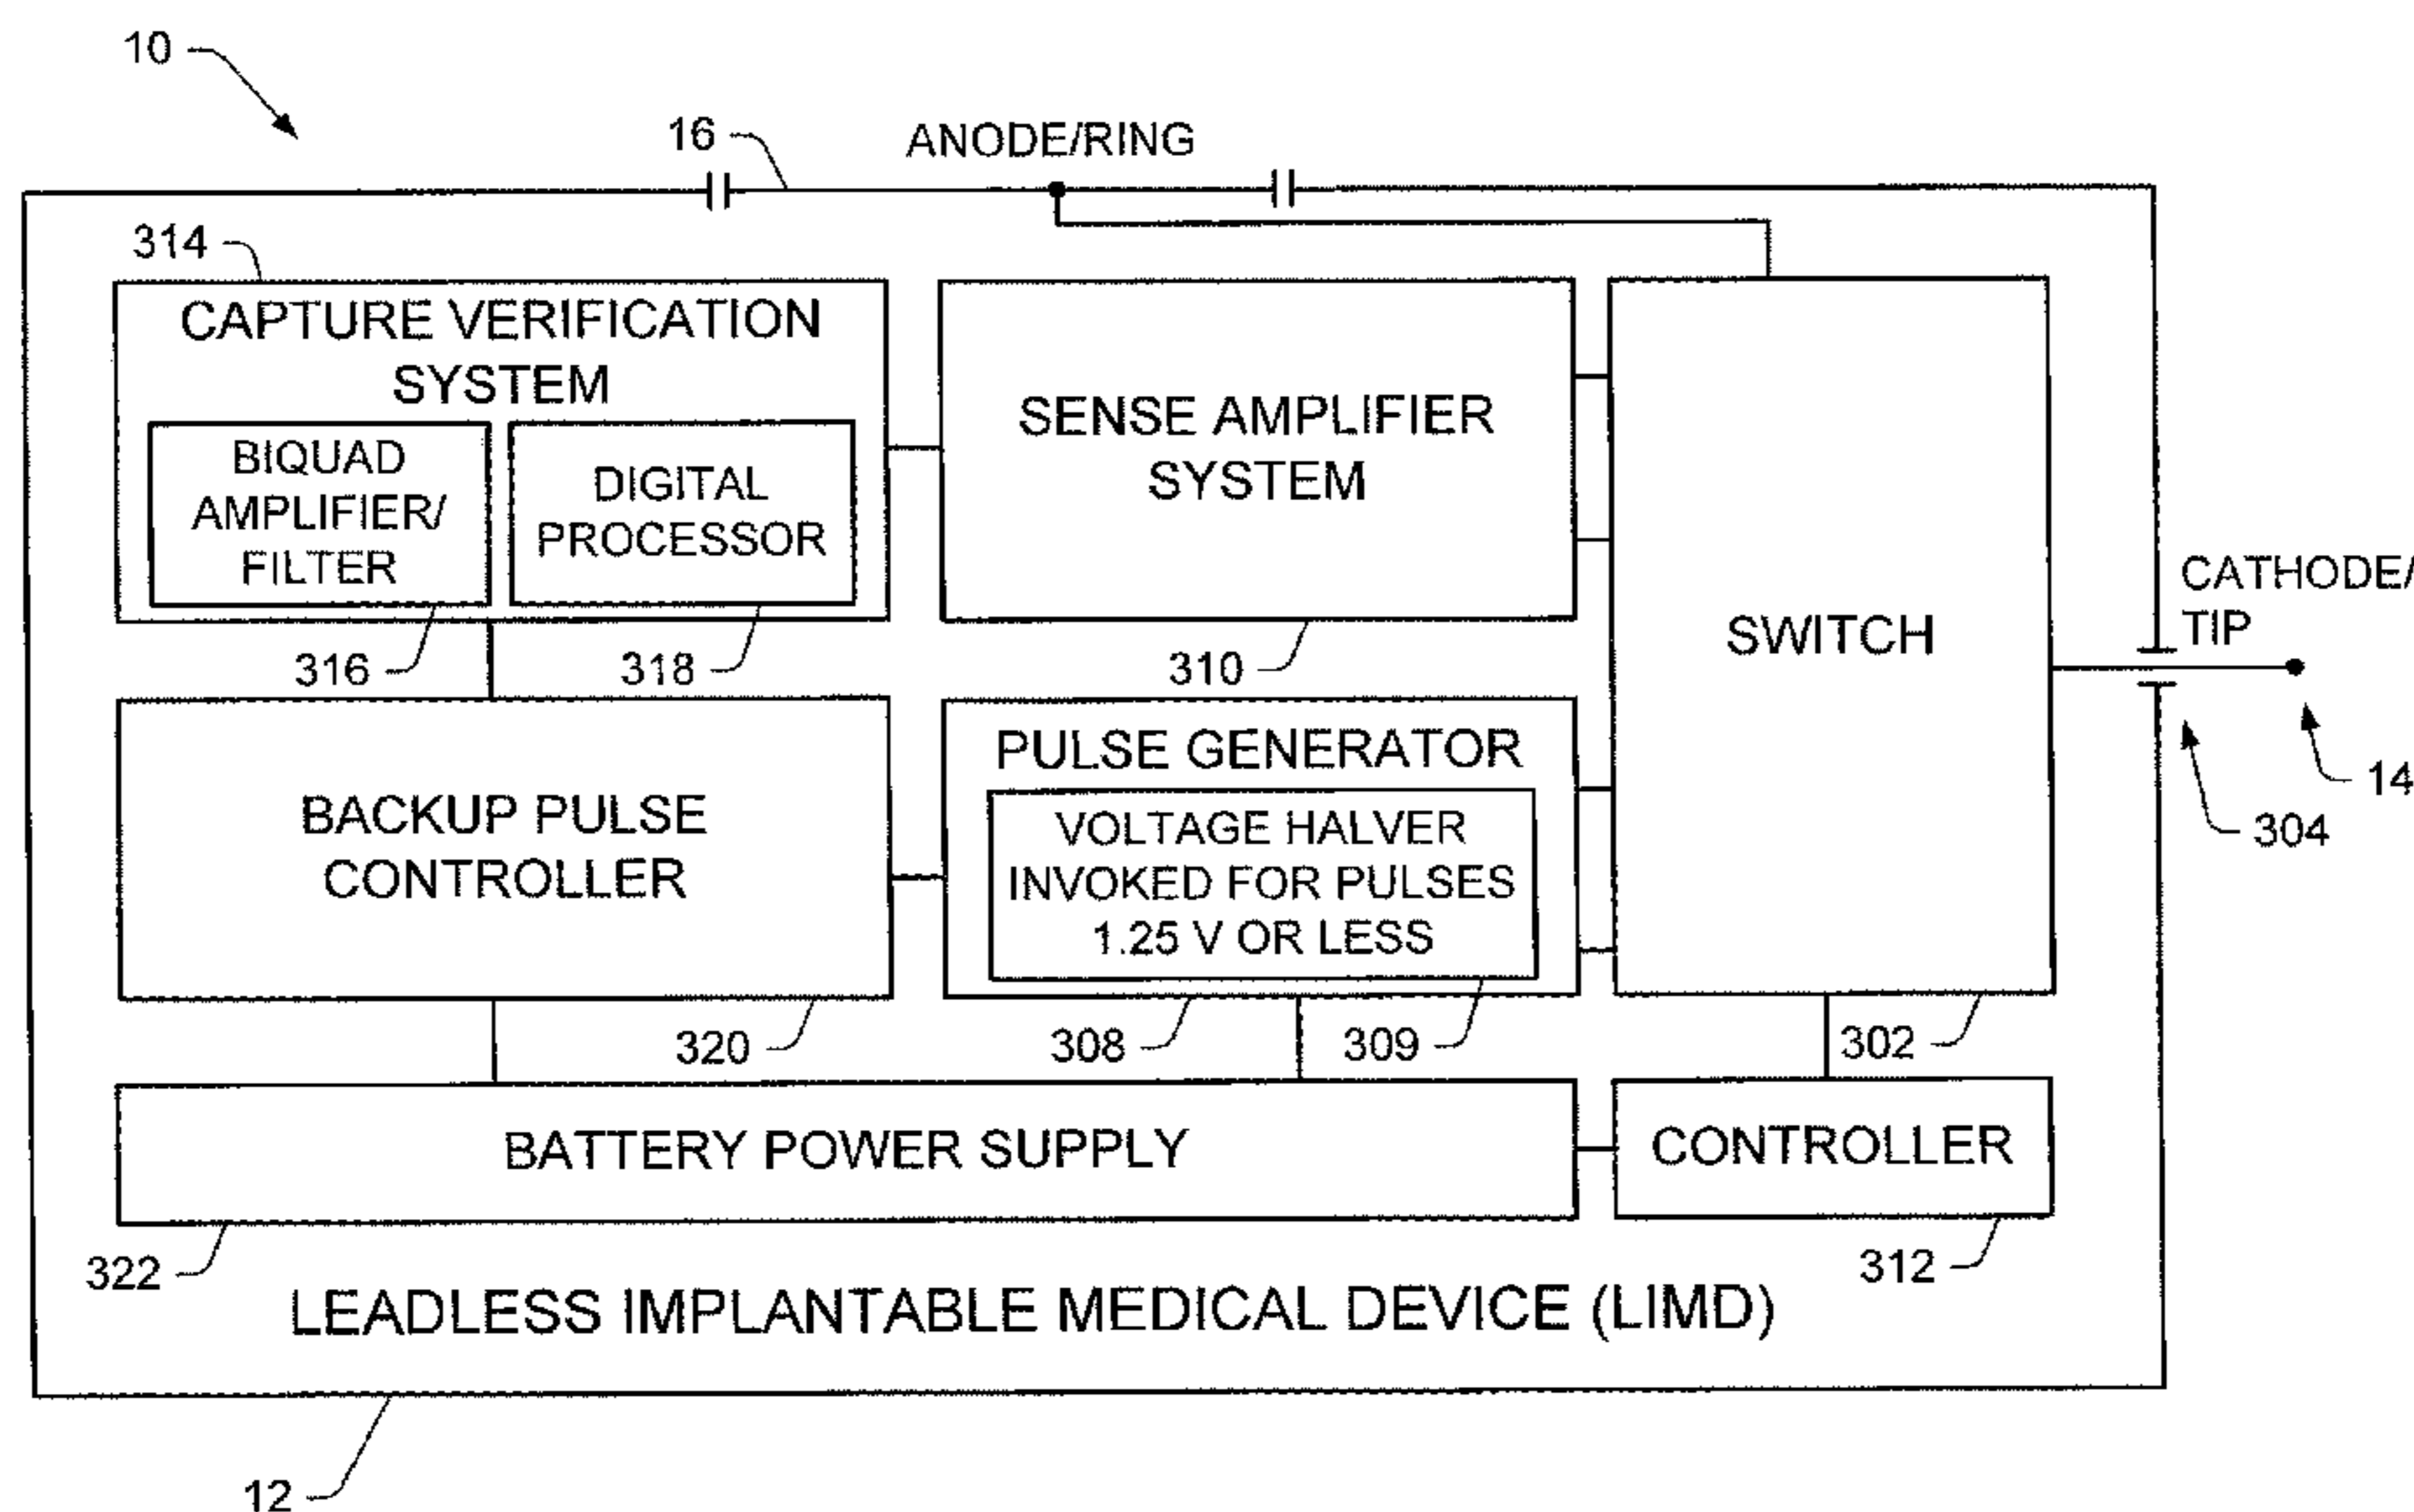 10
16
ANODE/RING
314
CAPTURE VERIFICATION
SYSTEM
BIQUAD
AMPLIFIER/
FILTER
DIGITAL
PROCESSOR
SENSE AMPLIFIER
SYSTEM
SWITCH
CATHODE/
TIP
316
318
310
14
304
BACKUP PULSE
CONTROLLER
PULSE GENERATOR
VOLTAGE HALVER
INVOKED FOR PULSES
1.25 V OR LESS
320
308
309
302
BATTERY POWER SUPPLY
CONTROLLER
322
312
LEADLESS IMPLANTABLE MEDICAL DEVICE (LIMD)
12